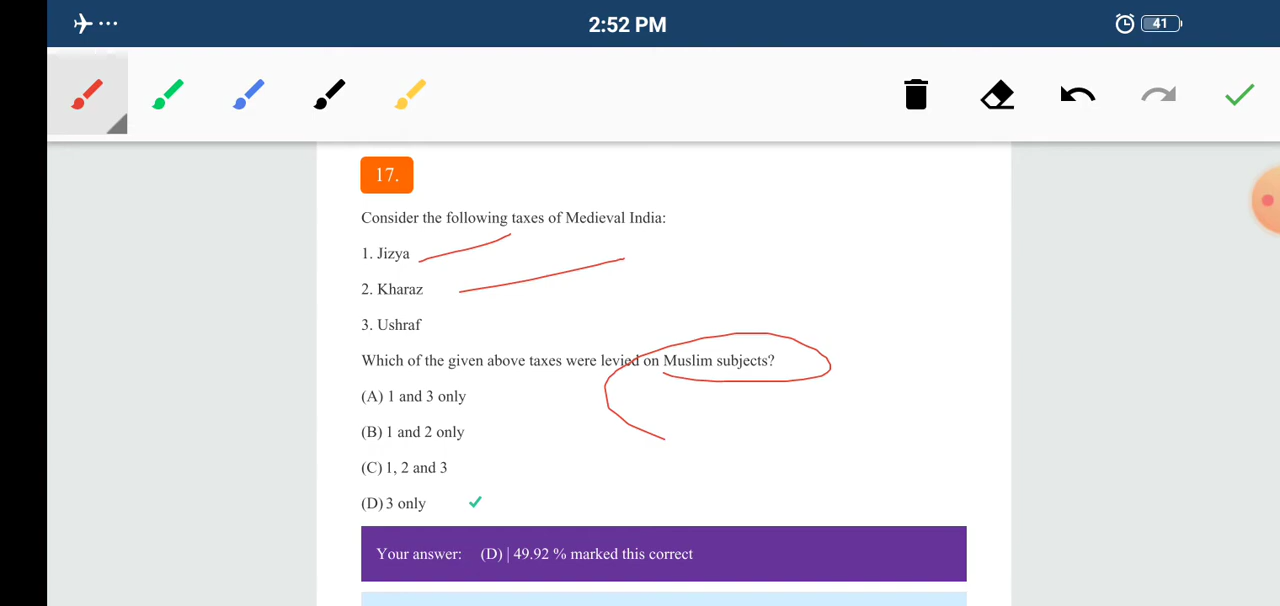 2:52 PM
41
17.
Consider the following taxes of Medieval India:
1. Jizya
2. Kharaz
3. Ushraf
Which of the given above taxes were levied on Muslim subjects?
(A) 1 and 3 only
(B) 1 and 2 only
(C) 1, 2 and 3
(D) 3 only
Your answer: (D) | 49.92 % marked this correct